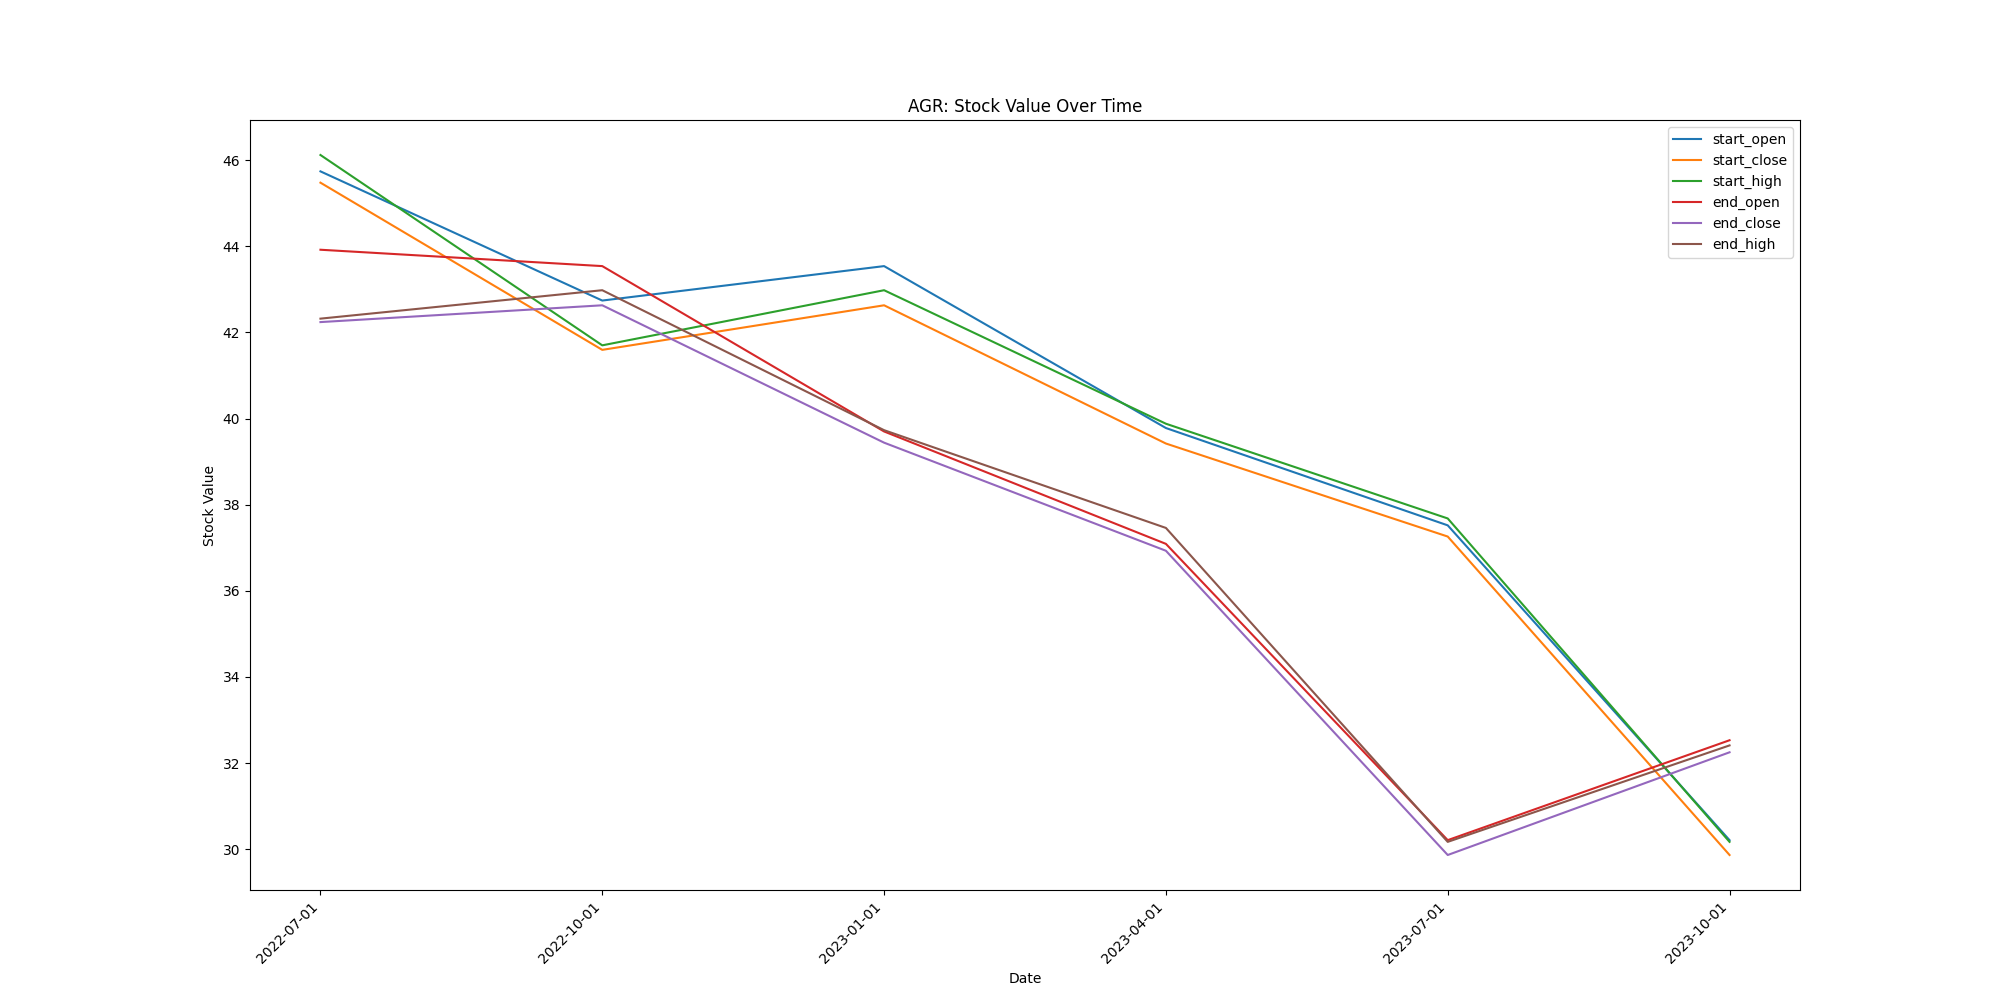 AGR: Stock Value Over Time
start_open
start_close
start_high
end_open
end_close
end_high
Stock Value
46
44
42
40
38
36
34
32
30
2022-07-01
2022-10-01
2023-01-01
2023-04-01
2023-07-01
2023-10-01
Date